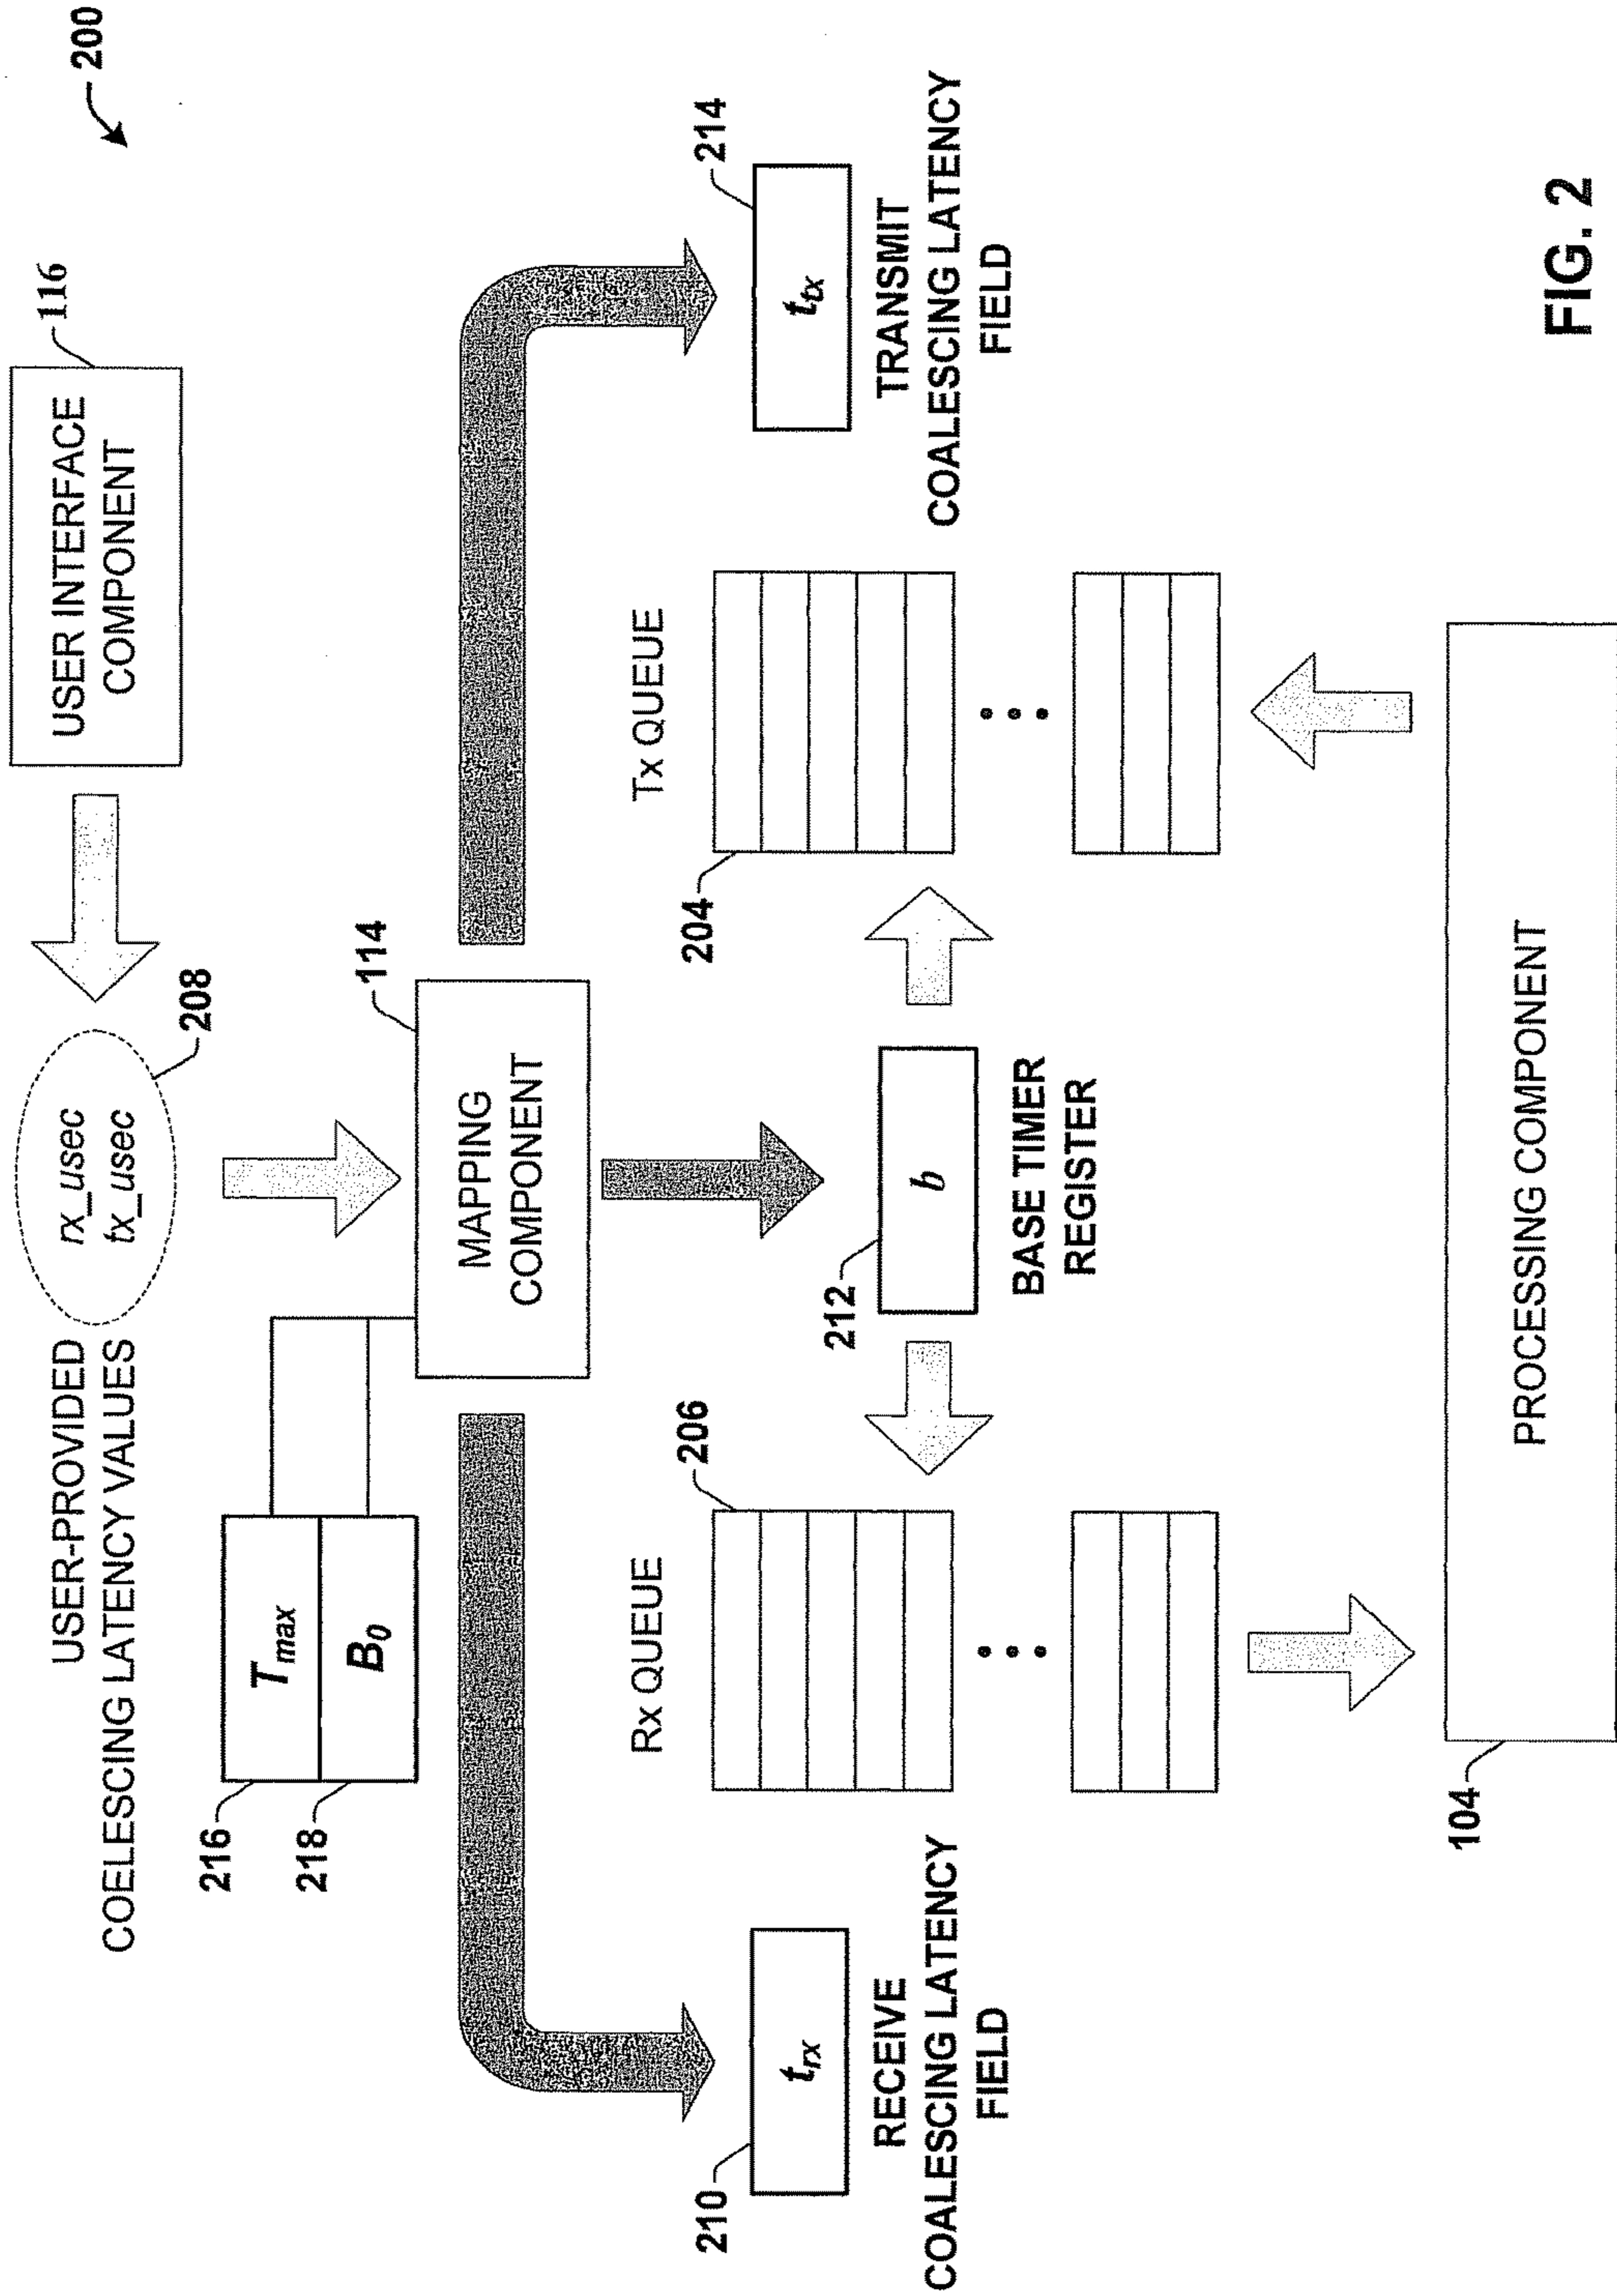 200
USER-PROVIDED
COELESCING LATENCY VALUES
rx_usec
tx_usec
208
USER INTERFACE
COMPONENT
116
216
T_max
218
B_0
MAPPING
COMPONENT
114
210
t_rx
RECEIVE
COALESCING LATENCY
FIELD
Rx QUEUE
206
212
b
BASE TIMER
REGISTER
Tx QUEUE
204
t_tx
214
TRANSMIT
COALESCING LATENCY
FIELD
104
PROCESSING COMPONENT
FIG. 2